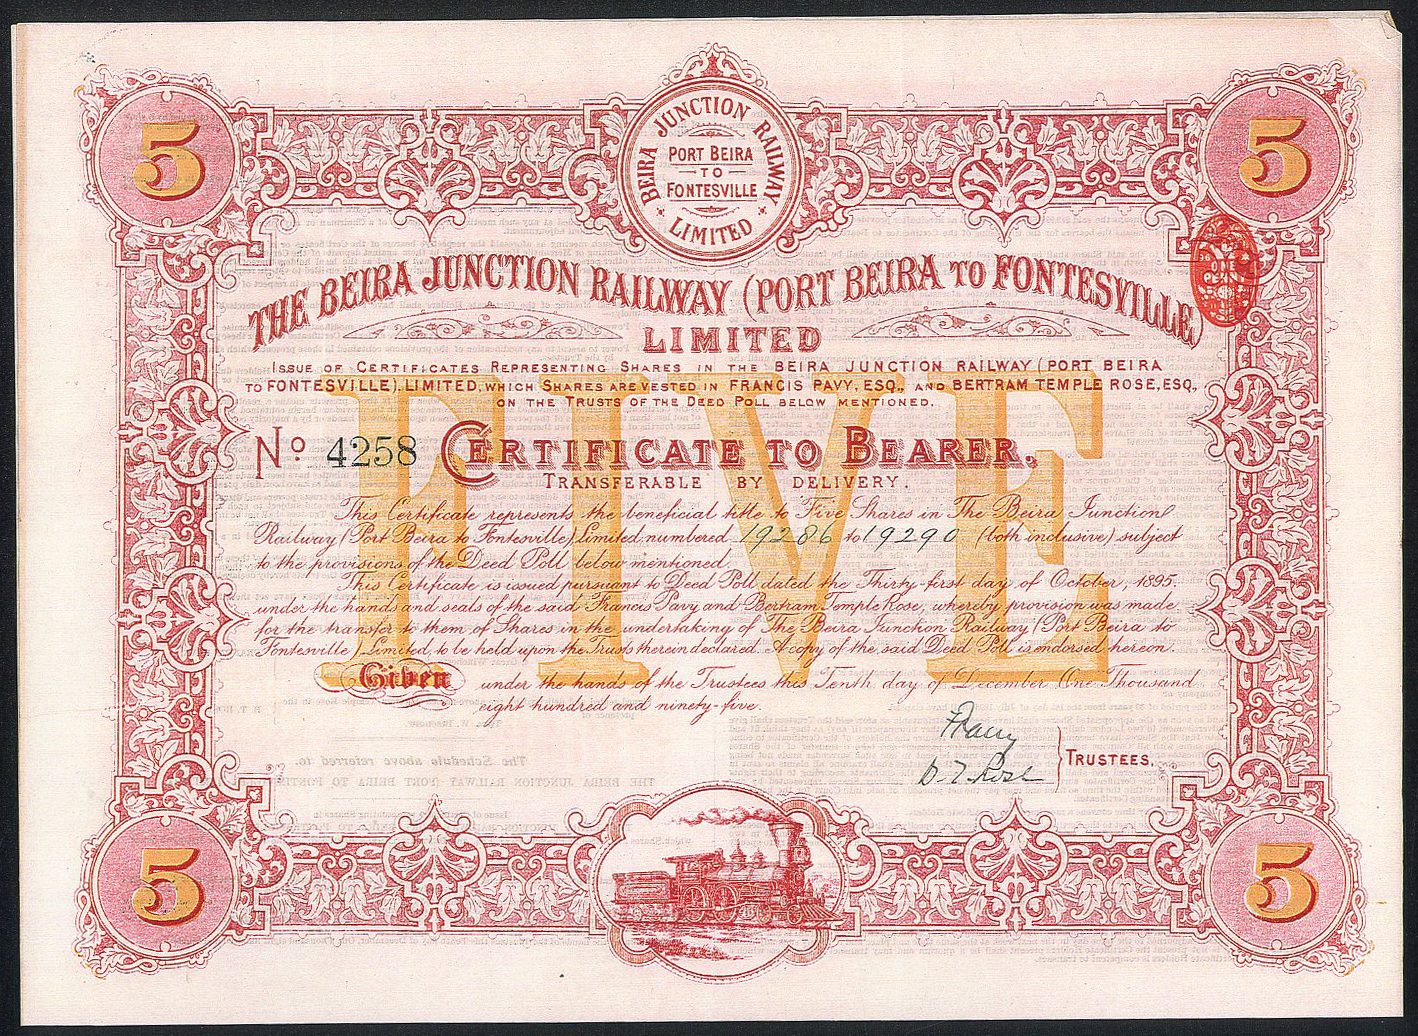 5
5
BEIRA JUNCTION RAILWAY
PORT BEIRA
TO
FONTESVILLE
LIMITED
ONE
THE BEIRA JUNCTION RAILWAY (PORT BEIRA TO FONTESVILLE)
LIMITED
ISSUE OF CERTIFICATES REPRESENTING SHARES IN THE BEIRA JUNCTION RAILWAY (PORT BEIRA
TO FONTESVILLE) LIMITED, WHICH SHARES ARE VESTED IN FRANCIS PAVY, ESQ., AND BERTRAM TEMPLE ROSE, ESQ.,
ON THE TRUSTS OF THE DEED POLL BELOW MENTIONED.
FIVE
No. 4258 CERTIFICATE TO BEARER.
TRANSFERABLE BY DELIVERY.
This Certificate represents the beneficial title to Five Shares in The Beira Junction
Railway (Port Beira to Fontesville) Limited numbered 19286 to 19290 (both inclusive) subject
to the provisions of the Deed Poll below mentioned.
This Certificate is issued pursuant to Deed Poll dated the Thirty-first day of October, 1895,
under the hands and seals of the said Francis Pavy and Bertram Temple Rose, whereby provision was made
for the transfer to them of Shares in the undertaking of The Beira Junction Railway (Port Beira to
Fontesville) Limited, to be held upon the Trusts therein declared. A copy of the said Deed Poll is endorsed hereon.
Given under the hands of the Trustees this Tenth day of December One Thousand
eight hundred and ninety-five.
FPavy
B. T. Rose
TRUSTEES.
5
5